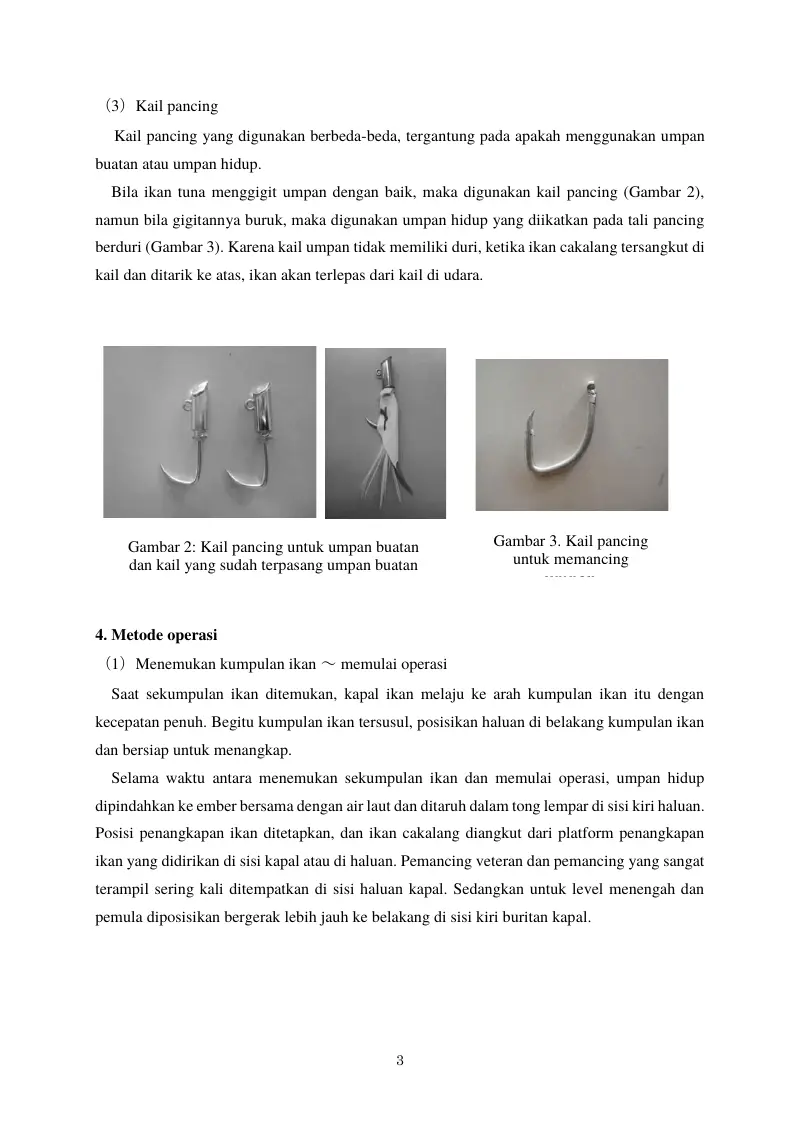 （3）Kail pancing
Kail pancing yang digunakan berbeda-beda, tergantung pada apakah menggunakan umpan
buatan atau umpan hidup.
Bila ikan tuna menggigit umpan dengan baik, maka digunakan kail pancing (Gambar 2),
namun bila gigitannya buruk, maka digunakan umpan hidup yang diikatkan pada tali pancing
berduri (Gambar 3). Karena kail umpan tidak memiliki duri, ketika ikan cakalang tersangkut di
kail dan ditarik ke atas, ikan akan terlepas dari kail di udara.
Gambar 2: Kail pancing untuk umpan buatan
dan kail yang sudah terpasang umpan buatan
Gambar 3. Kail pancing
untuk memancing
4. Metode operasi
（1）Menemukan kumpulan ikan ～ memulai operasi
Saat sekumpulan ikan ditemukan, kapal ikan melaju ke arah kumpulan ikan itu dengan
kecepatan penuh. Begitu kumpulan ikan tersusul, posisikan haluan di belakang kumpulan ikan
dan bersiap untuk menangkap.
Selama waktu antara menemukan sekumpulan ikan dan memulai operasi, umpan hidup
dipindahkan ke ember bersama dengan air laut dan ditaruh dalam tong lempar di sisi kiri haluan.
Posisi penangkapan ikan ditetapkan, dan ikan cakalang diangkut dari platform penangkapan
ikan yang didirikan di sisi kapal atau di haluan. Pemancing veteran dan pemancing yang sangat
terampil sering kali ditempatkan di sisi haluan kapal. Sedangkan untuk level menengah dan
pemula diposisikan bergerak lebih jauh ke belakang di sisi kiri buritan kapal.
3